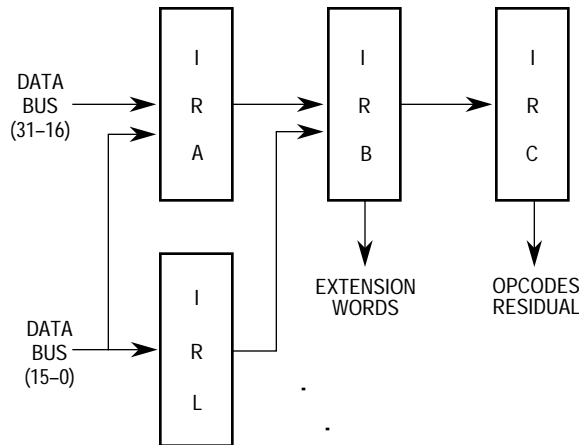 I
R
A
I
R
B
I
R
C
DATA
BUS
(31–16)
EXTENSION
WORDS
OPCODES
RESIDUAL
I
R
L
DATA
BUS
(15–0)